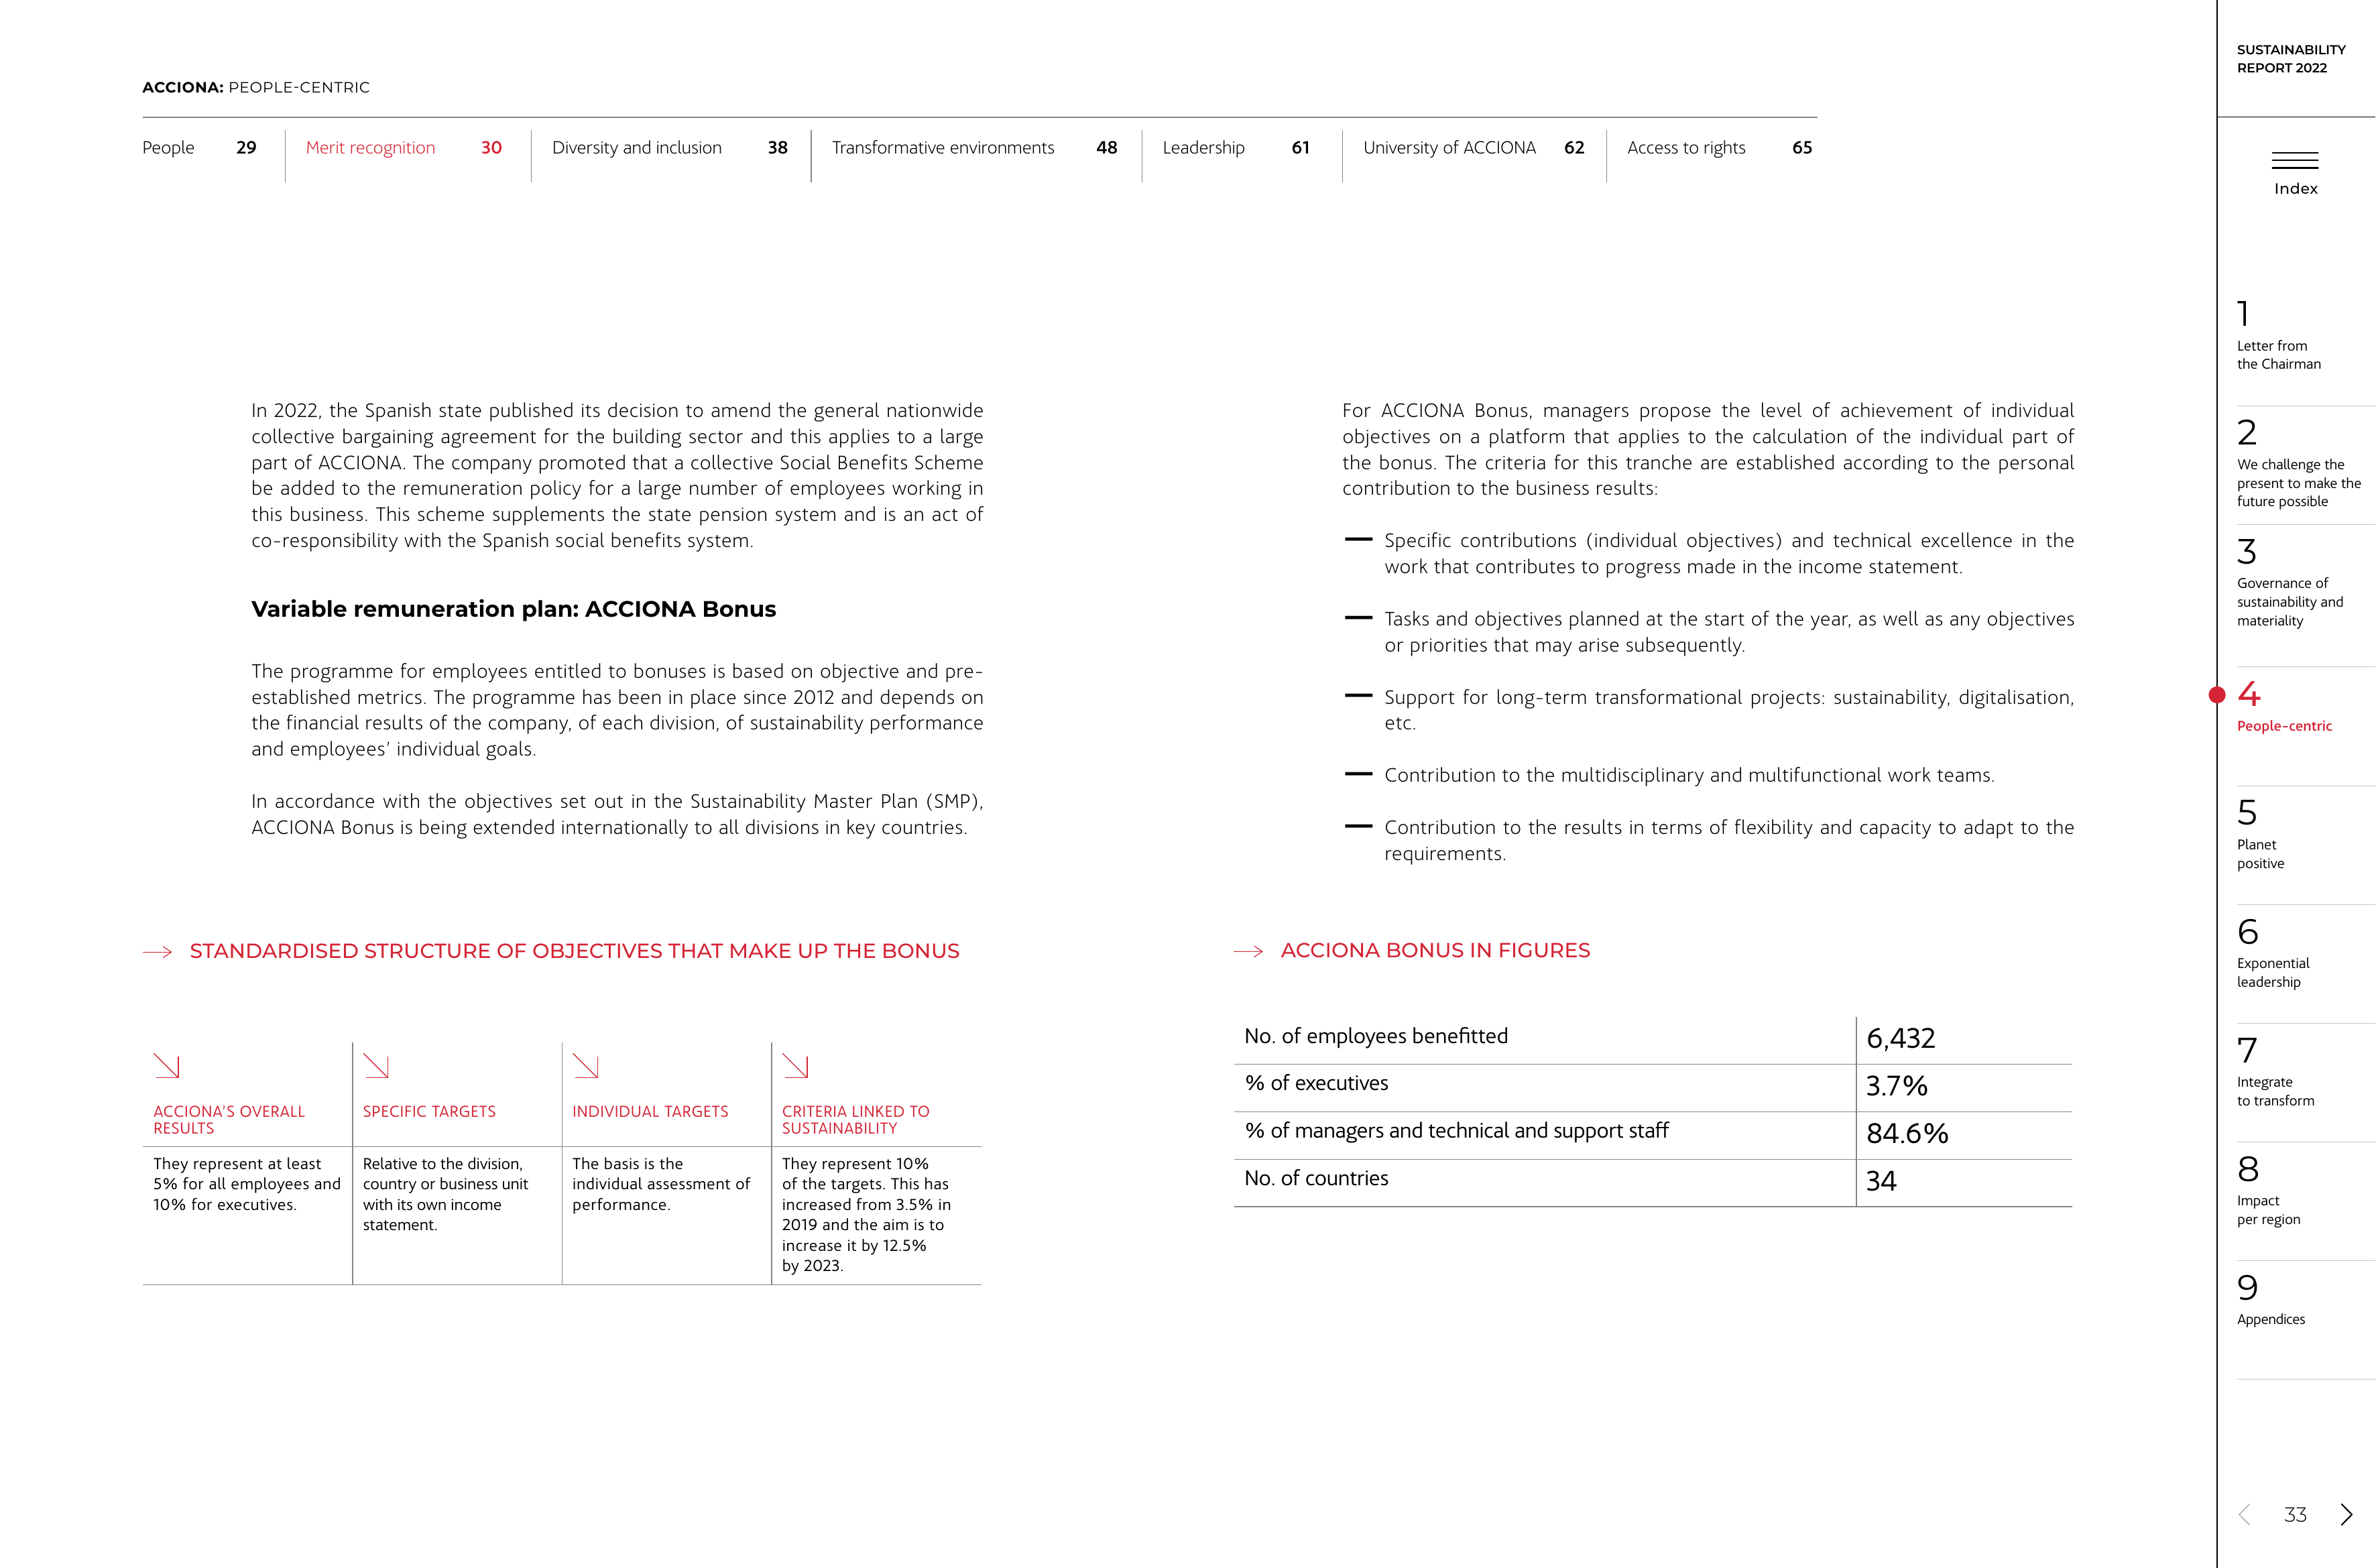 ACCIONA: PEOPLE-CENTRIC
People 29
Merit recognition 30
Diversity and inclusion 38
Transformative environments 48
Leadership 61
University of ACCIONA 62
Access to rights 65
In 2022, the Spanish state published its decision to amend the general nationwide
collective bargaining agreement for the building sector and this applies to a large
part of ACCIONA. The company promoted that a collective Social Benefits Scheme
be added to the remuneration policy for a large number of employees working in
this business. This scheme supplements the state pension system and is an act of
co-responsibility with the Spanish social benefits system.
Variable remuneration plan: ACCIONA Bonus
The programme for employees entitled to bonuses is based on objective and pre-
established metrics. The programme has been in place since 2012 and depends on
the financial results of the company, of each division, of sustainability performance
and employees’ individual goals.
In accordance with the objectives set out in the Sustainability Master Plan (SMP),
ACCIONA Bonus is being extended internationally to all divisions in key countries.
For ACCIONA Bonus, managers propose the level of achievement of individual
objectives on a platform that applies to the calculation of the individual part of
the bonus. The criteria for this tranche are established according to the personal
contribution to the business results:
— Specific contributions (individual objectives) and technical excellence in the
work that contributes to progress made in the income statement.
— Tasks and objectives planned at the start of the year, as well as any objectives
or priorities that may arise subsequently.
— Support for long-term transformational projects: sustainability, digitalisation,
etc.
— Contribution to the multidisciplinary and multifunctional work teams.
— Contribution to the results in terms of flexibility and capacity to adapt to the
requirements.
STANDARDISED STRUCTURE OF OBJECTIVES THAT MAKE UP THE BONUS
ACCIONA’S OVERALL
RESULTS
They represent at least
5% for all employees and
10% for executives.
SPECIFIC TARGETS
Relative to the division,
country or business unit
with its own income
statement.
INDIVIDUAL TARGETS
The basis is the
individual assessment of
performance.
CRITERIA LINKED TO
SUSTAINABILITY
They represent 10%
of the targets. This has
increased from 3.5% in
2019 and the aim is to
increase it by 12.5%
by 2023.
ACCIONA BONUS IN FIGURES
No. of employees benefitted 6,432
% of executives 3.7%
% of managers and technical and support staff 84.6%
No. of countries 34
SUSTAINABILITY
REPORT 2022
Index
1
Letter from
the Chairman
2
We challenge the
present to make the
future possible
3
Governance of
sustainability and
materiality
4
People-centric
5
Planet
positive
6
Exponential
leadership
7
Integrate
to transform
8
Impact
per region
9
Appendices
33